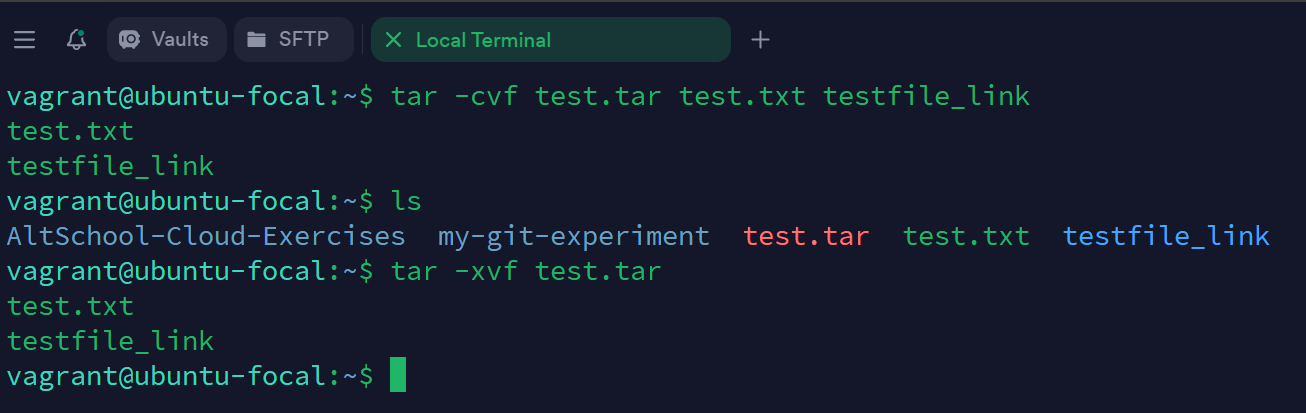 Vaults SFTP Local Terminal
vagrant@ubuntu-focal:~$ tar -cvf test.tar test.txt testfile_link
test.txt
testfile_link
vagrant@ubuntu-focal:~$ ls
AltSchool-Cloud-Exercises  my-git-experiment  test.tar  test.txt  testfile_link
vagrant@ubuntu-focal:~$ tar -xvf test.tar
test.txt
testfile_link
vagrant@ubuntu-focal:~$